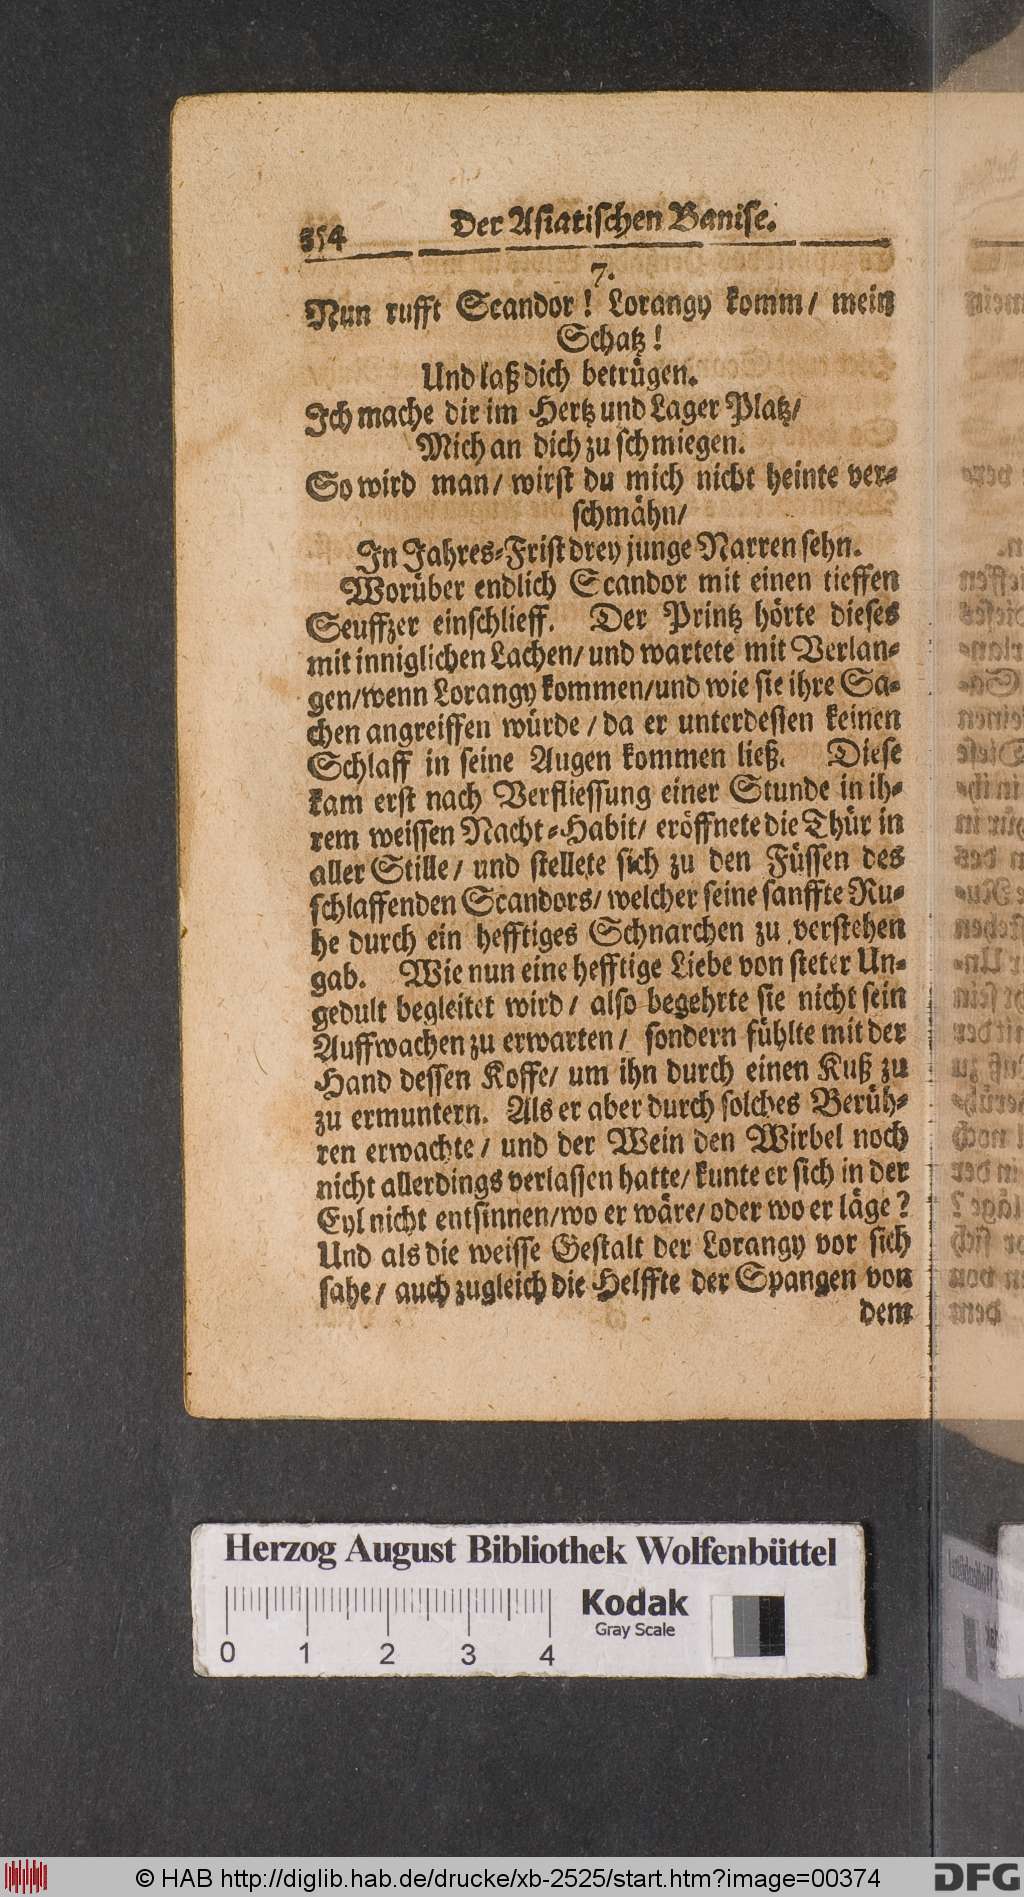 354 Der Asiatischen Banise.
7.
Nun rufft Scandor! Lorangy komm/ mein
Schatz!
Und laß dich betrügen.
Ich mache dir im Hertz und Lager Platz/
Mich an dich zu schmiegen.
So wird man/ wirst du mich nicht heinte ver-
schmähn/
In Jahres-Frist drey junge Narren sehn.
Worüber endlich Scandor mit einen tieffen
Seuffzer einschlieff. Der Printz hörte dieses
mit inniglichen Lachen/ und wartete mit Verlan-
gen/ wenn Lorangy kommen/ und wie sie ihre Sa-
chen angreiffen würde/ da er unterdessen keinen
Schlaff in seine Augen kommen ließ. Diese
kam erst nach Verfliessung einer Stunde in ih-
rem weissen Nacht-Habit/ eröffnete die Thür in
aller Stille/ und stellete sich zu den Füssen des
schlaffenden Scandors/ welcher seine sanffte Ru-
he durch ein hefftiges Schnarchen zu verstehen
gab. Wie nun eine hefftige Liebe von steter Un-
gedult begleitet wird/ also begehrte sie nicht sein
Auffwachen zu erwarten/ sondern fühlte mit der
Hand dessen Koffe/ um ihn durch einen Kuß zu
zu ermuntern. Als er aber durch solches Berüh-
ren erwachte/ und der Wein den Wirbel noch
nicht allerdings verlassen hatte/ kunte er sich in der
Eyl nicht entsinnen/ wo er wäre/ oder wo er läge?
Und als die weisse Gestalt der Lorangy vor sich
sahe/ auch zugleich die Helffte der Spangen von
dem
Herzog August Bibliothek Wolfenbüttel
Kodak
Gray Scale
0 1 2 3 4
© HAB http://diglib.hab.de/drucke/xb-2525/start.htm?image=00374
DFG